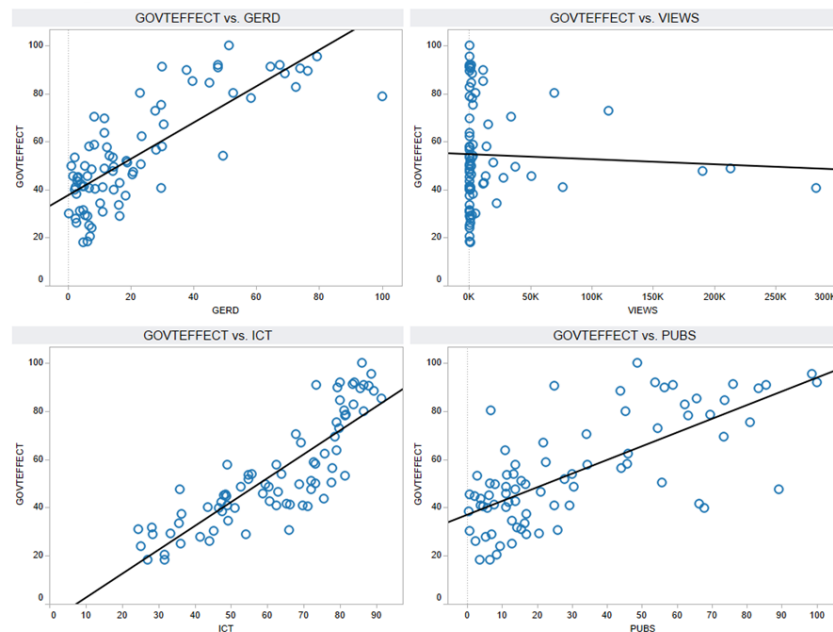 GOVTEFFECT vs. GERD
GOVTEFFECT
100
80
60
40
20
0
0 20 40 60 80 100
GERD
GOVTEFFECT vs. VIEWS
GOVTEFFECT
100
80
60
40
20
0
0K 50K 100K 150K 200K 250K 300K
VIEWS
GOVTEFFECT vs. ICT
GOVTEFFECT
100
80
60
40
20
0
0 10 20 30 40 50 60 70 80 90
ICT
GOVTEFFECT vs. PUBS
GOVTEFFECT
100
80
60
40
20
0
0 10 20 30 40 50 60 70 80 90 100
PUBS